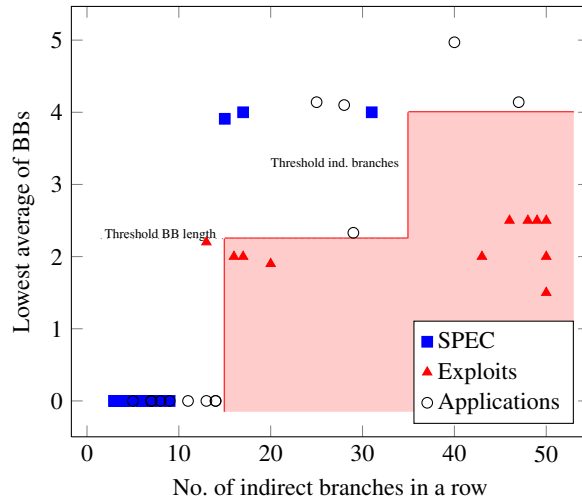 Lowest average of BBs
5
4
3
2
1
0
Threshold ind. branches
Threshold BB length
SPEC
Exploits
Applications
0 10 20 30 40 50
No. of indirect branches in a row